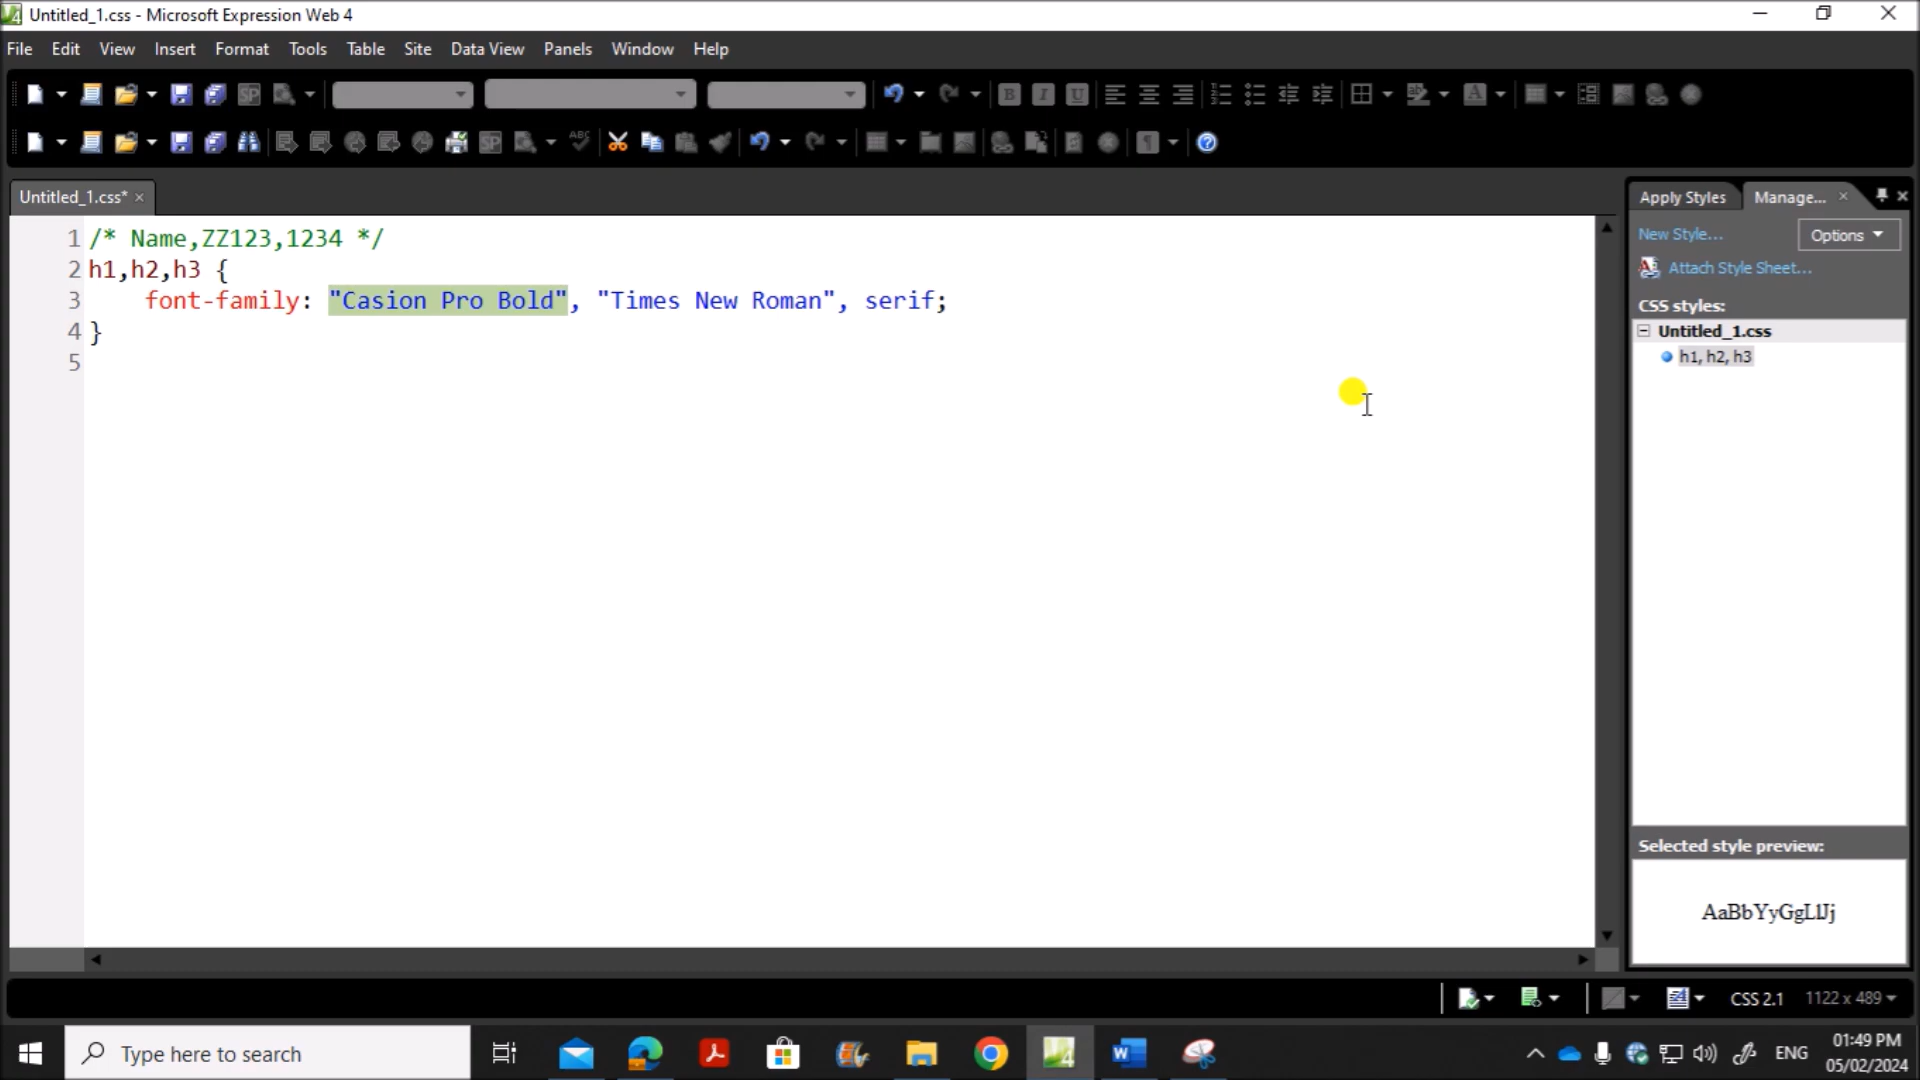 Untitled_1.css - Microsoft Expression Web 4
File Edit View Insert Format Tools Table Site Data View Panels Window Help
Untitled_1.css*
1 /* Name,ZZ123,1234 */
2 h1,h2,h3 {
3 font-family: "Casion Pro Bold", "Times New Roman", serif;
4 }
5
Apply Styles Manage...
New Style... Options
Attach Style Sheet...
CSS styles:
Untitled_1.css
h1, h2, h3
Selected style preview:
AaBbYyGgLlJj
CSS 2.1 1122 x 489
Type here to search
ENG
01:49 PM
05/02/2024